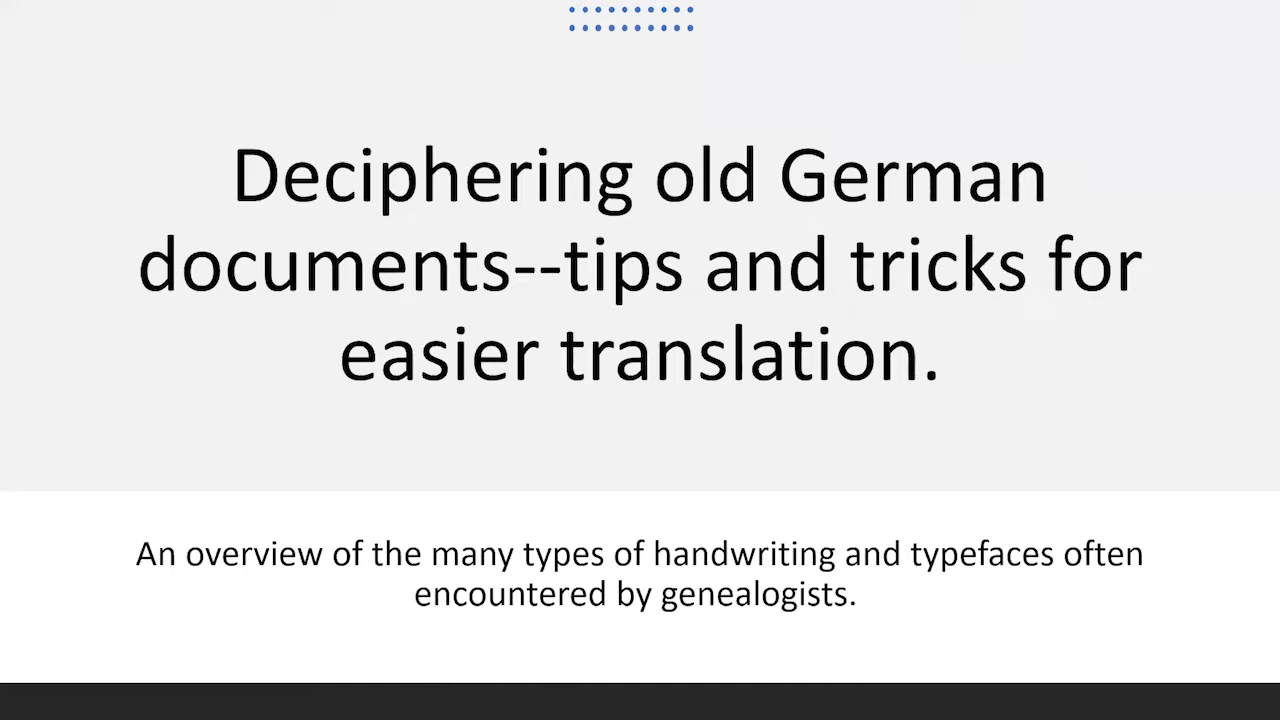 Deciphering old German
documents--tips and tricks for
easier translation.
An overview of the many types of handwriting and typefaces often
encountered by genealogists.